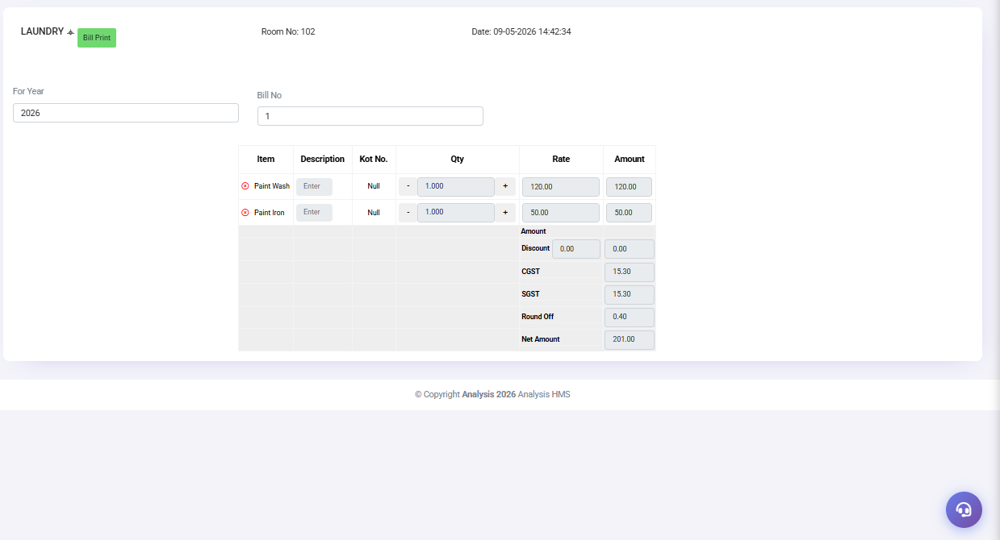 LAUNDRY Bill Print Room No: 102 Date: 09-05-2026 14:42:34
For Year
Bill No
2026
1
Item Description Kot No. Qty Rate Amount
Paint Wash Enter Null - 1.000 + 120.00 120.00
Paint Iron Enter Null - 1.000 + 50.00 50.00
Amount
Discount 0.00 0.00
CGST 15.30
SGST 15.30
Round Off 0.40
Net Amount 201.00
© Copyright Analysis 2026 Analysis HMS